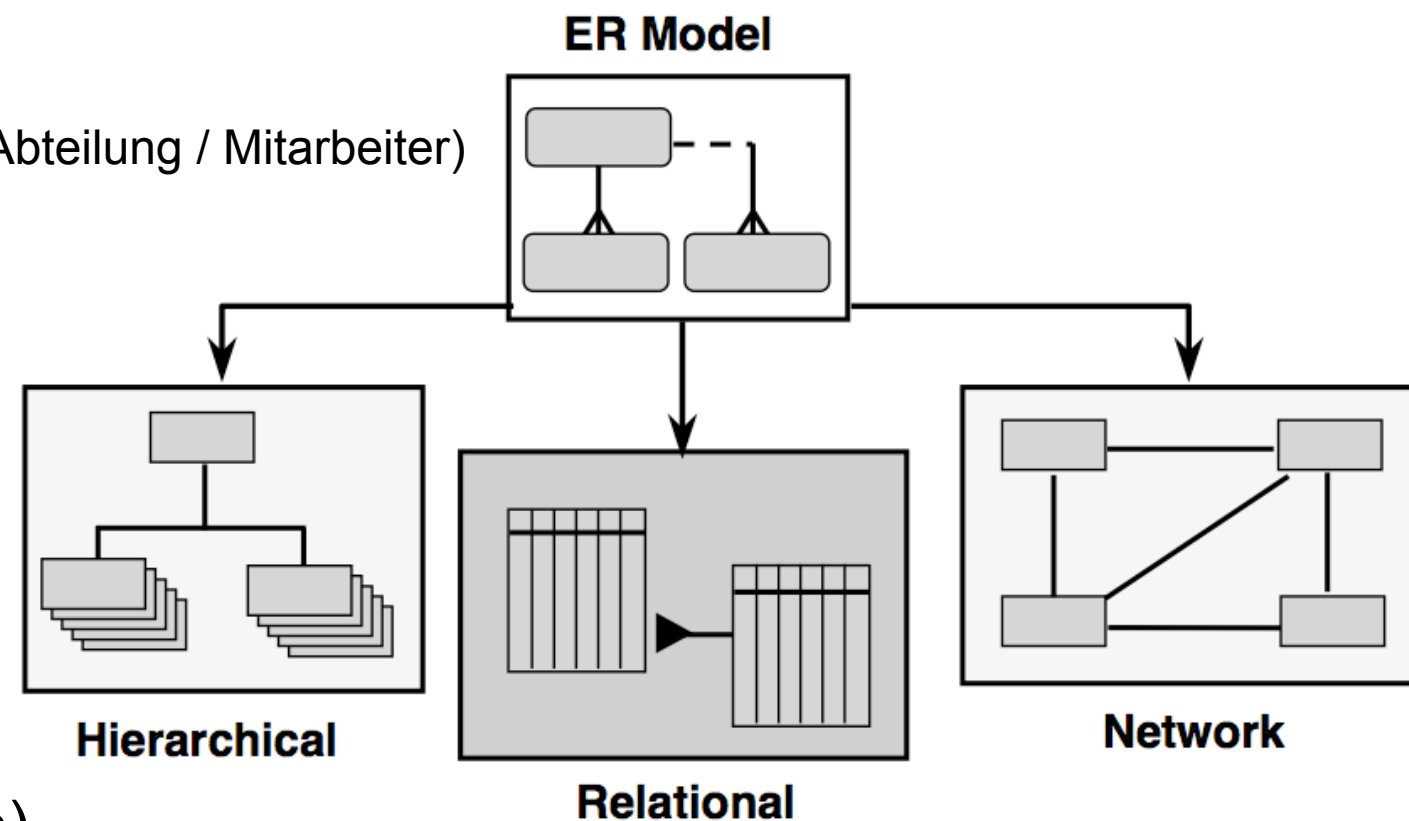 ER Model
Abteilung / Mitarbeiter)
Hierarchical
Network
Relational
)